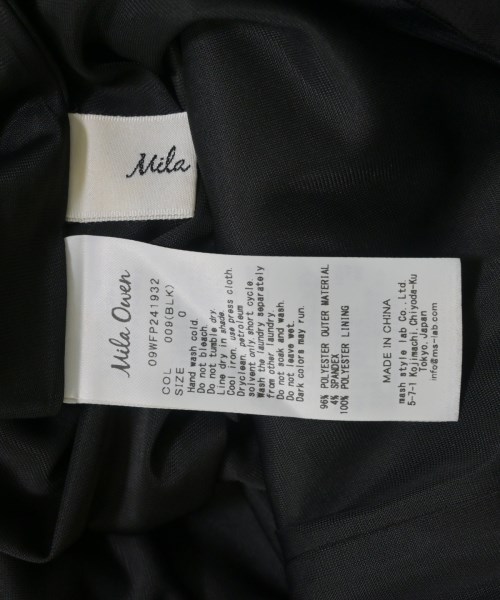 Mila
Mila Owen
09WFP241932
COL 009(BLK)
SIZE 0
Hand wash cold.
Do not bleach.
Do not tumble dry.
Line dry in shade.
Cool iron, use press cloth.
Dryclean, petroleum
solvent only, short cycle
Wash the laundry separately
from other laundry.
Do not soak and wash.
Do not leave wet.
Dark colors may run.
96% POLYESTER OUTER MATERIAL
4% SPANDEX
100% POLYESTER LINING
MADE IN CHINA
mash style lab Co.,Ltd.
5-7-1 Kojimachi, Chiyoda-Ku
Tokyo, Japan
info@ms-lab.com